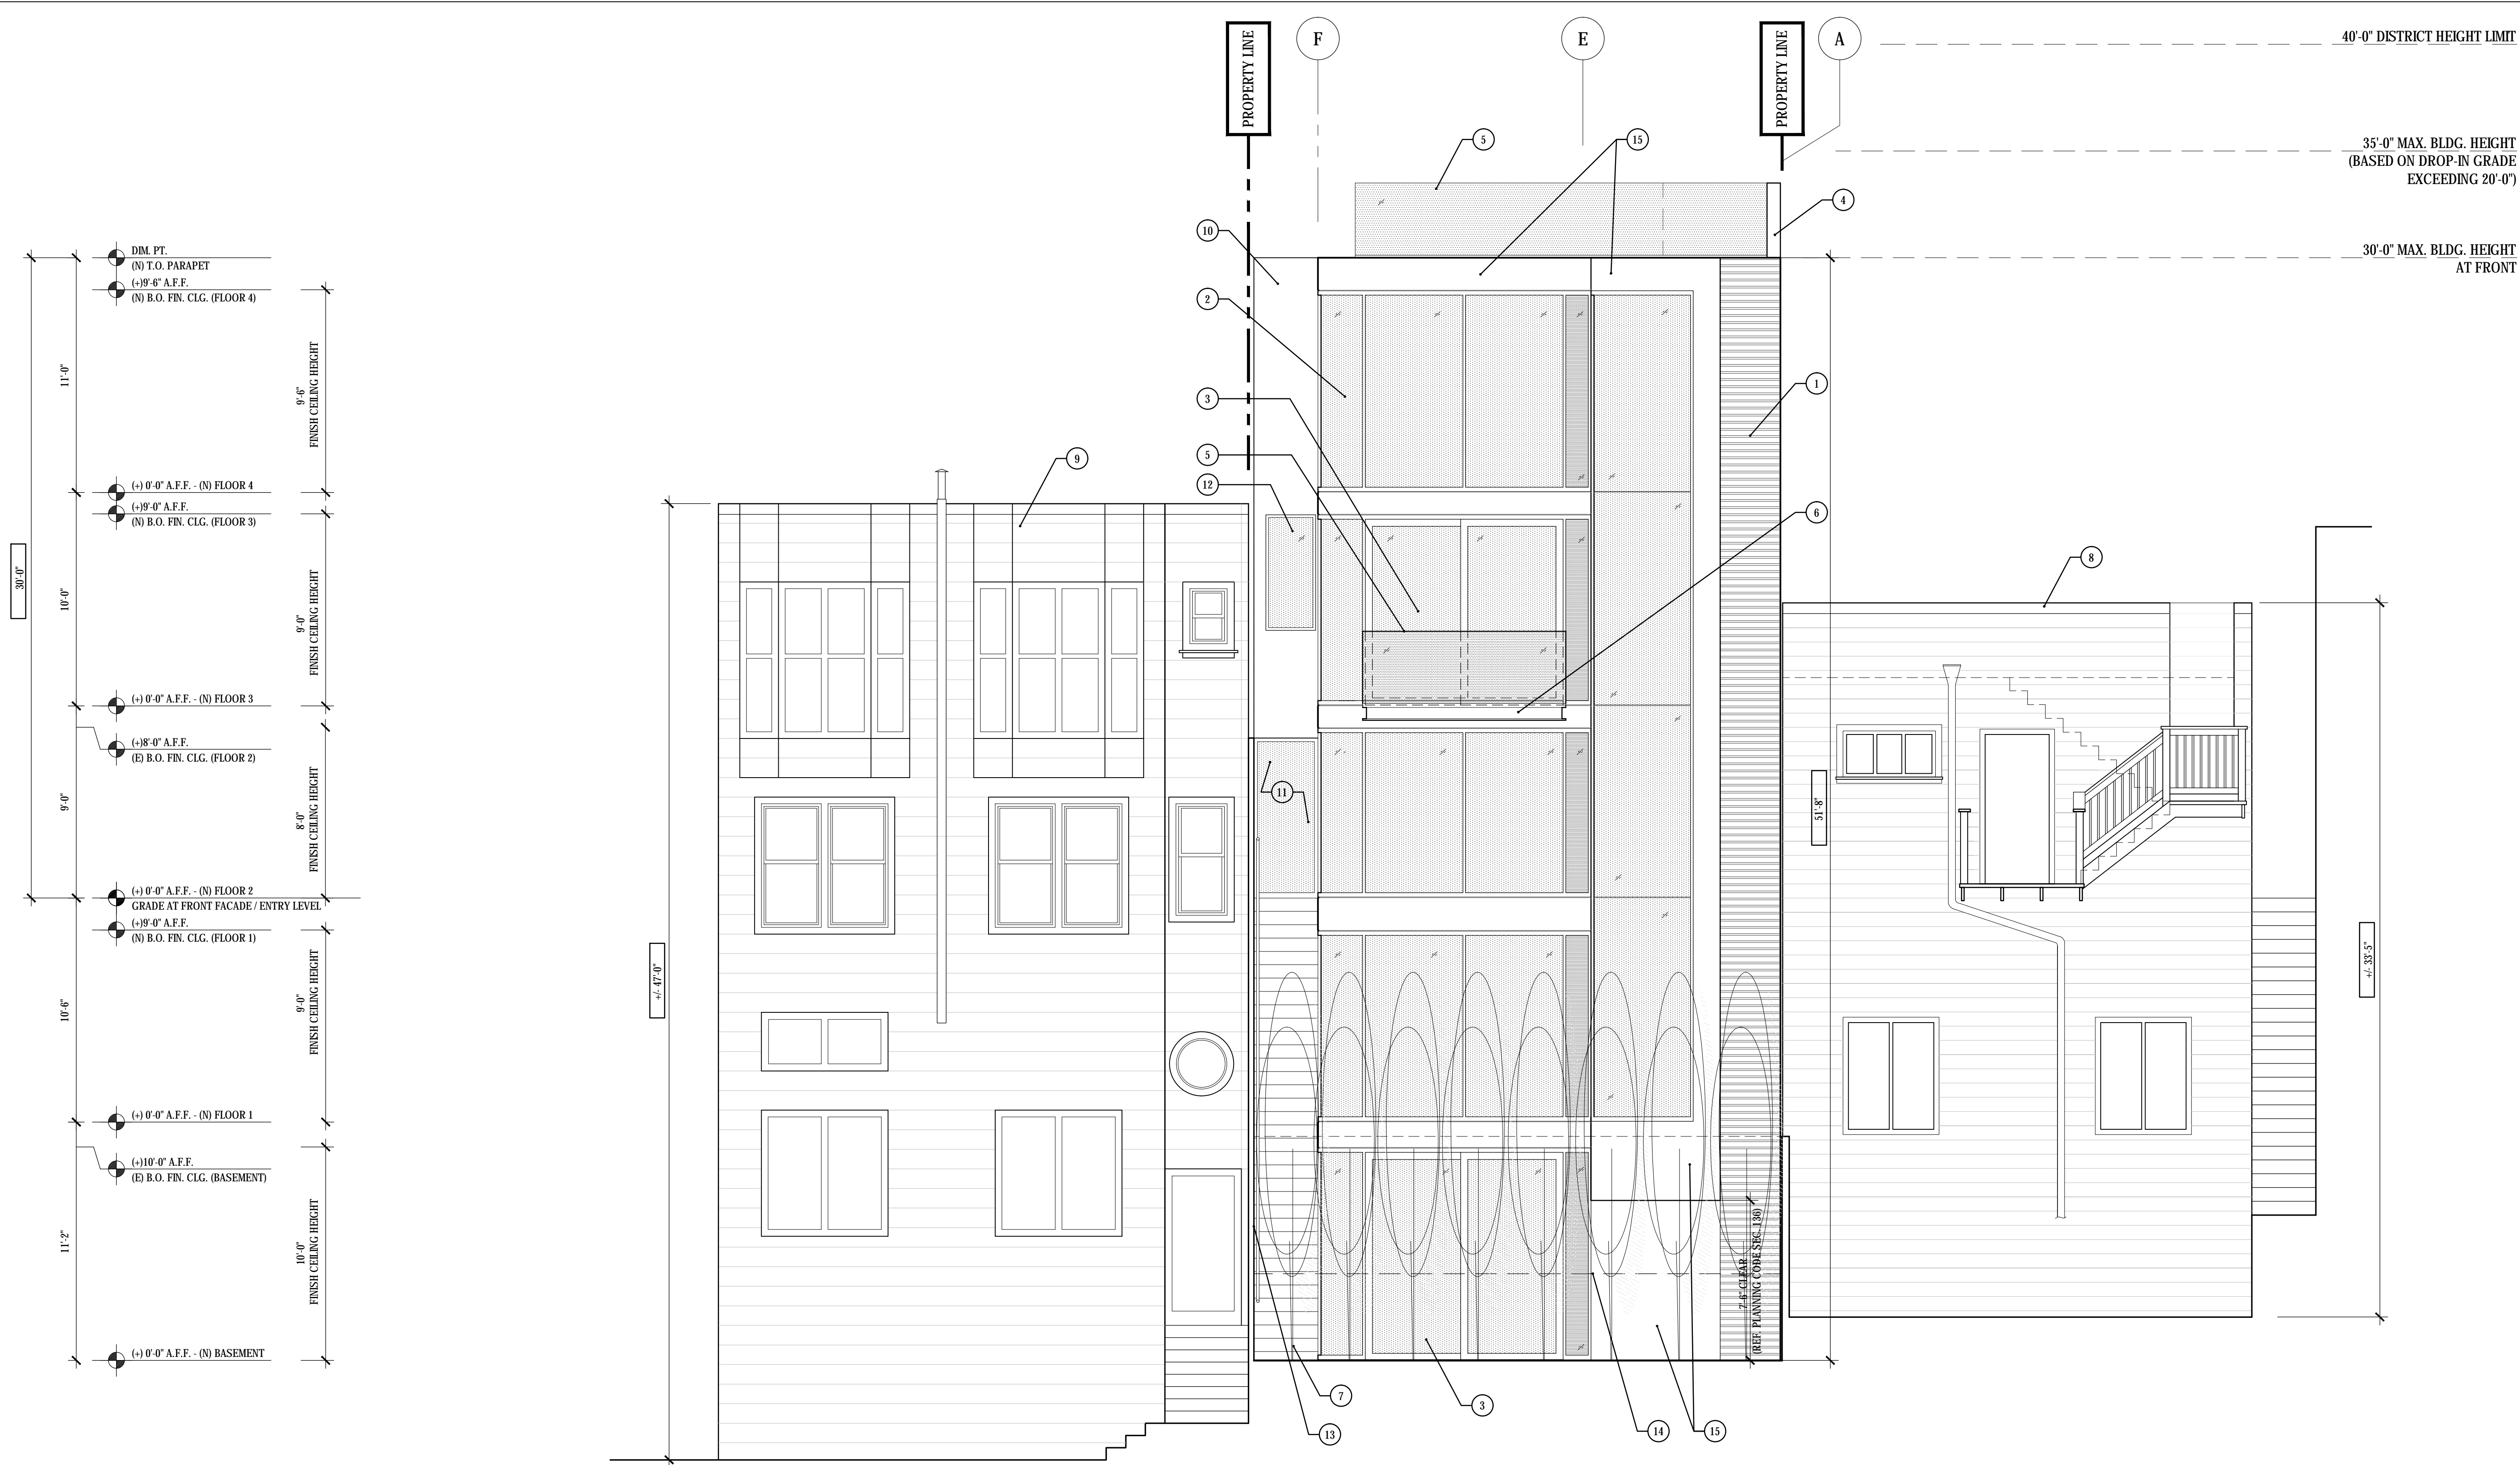 PROPERTY LINE
F
E
PROPERTY LINE
A
40'-0" DISTRICT HEIGHT LIMIT
35'-0" MAX. BLDG. HEIGHT
(BASED ON DROP-IN GRADE
EXCEEDING 20'-0")
30'-0" MAX. BLDG. HEIGHT
AT FRONT
DIM. PT.
(N) T.O. PARAPET
(+)9'-6" A.F.F.
(N) B.O. FIN. CLG. (FLOOR 4)
11'-0"
9'-6"
FINISH CEILING HEIGHT
(+) 0'-0" A.F.F. - (N) FLOOR 4
(+)9'-0" A.F.F.
(N) B.O. FIN. CLG. (FLOOR 3)
30'-0"
10'-0"
9'-0"
FINISH CEILING HEIGHT
(+) 0'-0" A.F.F. - (N) FLOOR 3
(+)8'-0" A.F.F.
(E) B.O. FIN. CLG. (FLOOR 2)
9'-0"
8'-0"
FINISH CEILING HEIGHT
(+) 0'-0" A.F.F. - (N) FLOOR 2
GRADE AT FRONT FACADE / ENTRY LEVEL
(+)9'-0" A.F.F.
(N) B.O. FIN. CLG. (FLOOR 1)
10'-6"
9'-0"
FINISH CEILING HEIGHT
(+) 0'-0" A.F.F. - (N) FLOOR 1
(+)10'-0" A.F.F.
(E) B.O. FIN. CLG. (BASEMENT)
11'-2"
10'-0"
FINISH CEILING HEIGHT
(+) 0'-0" A.F.F. - (N) BASEMENT
+/- 47'-0"
5
15
4
10
2
3
1
9
5
12
6
8
11
51'-8"
+/- 33'-5"
7'-6" CLEAR
(REF. PLANNING CODE SEC. 136)
7
3
13
14
15